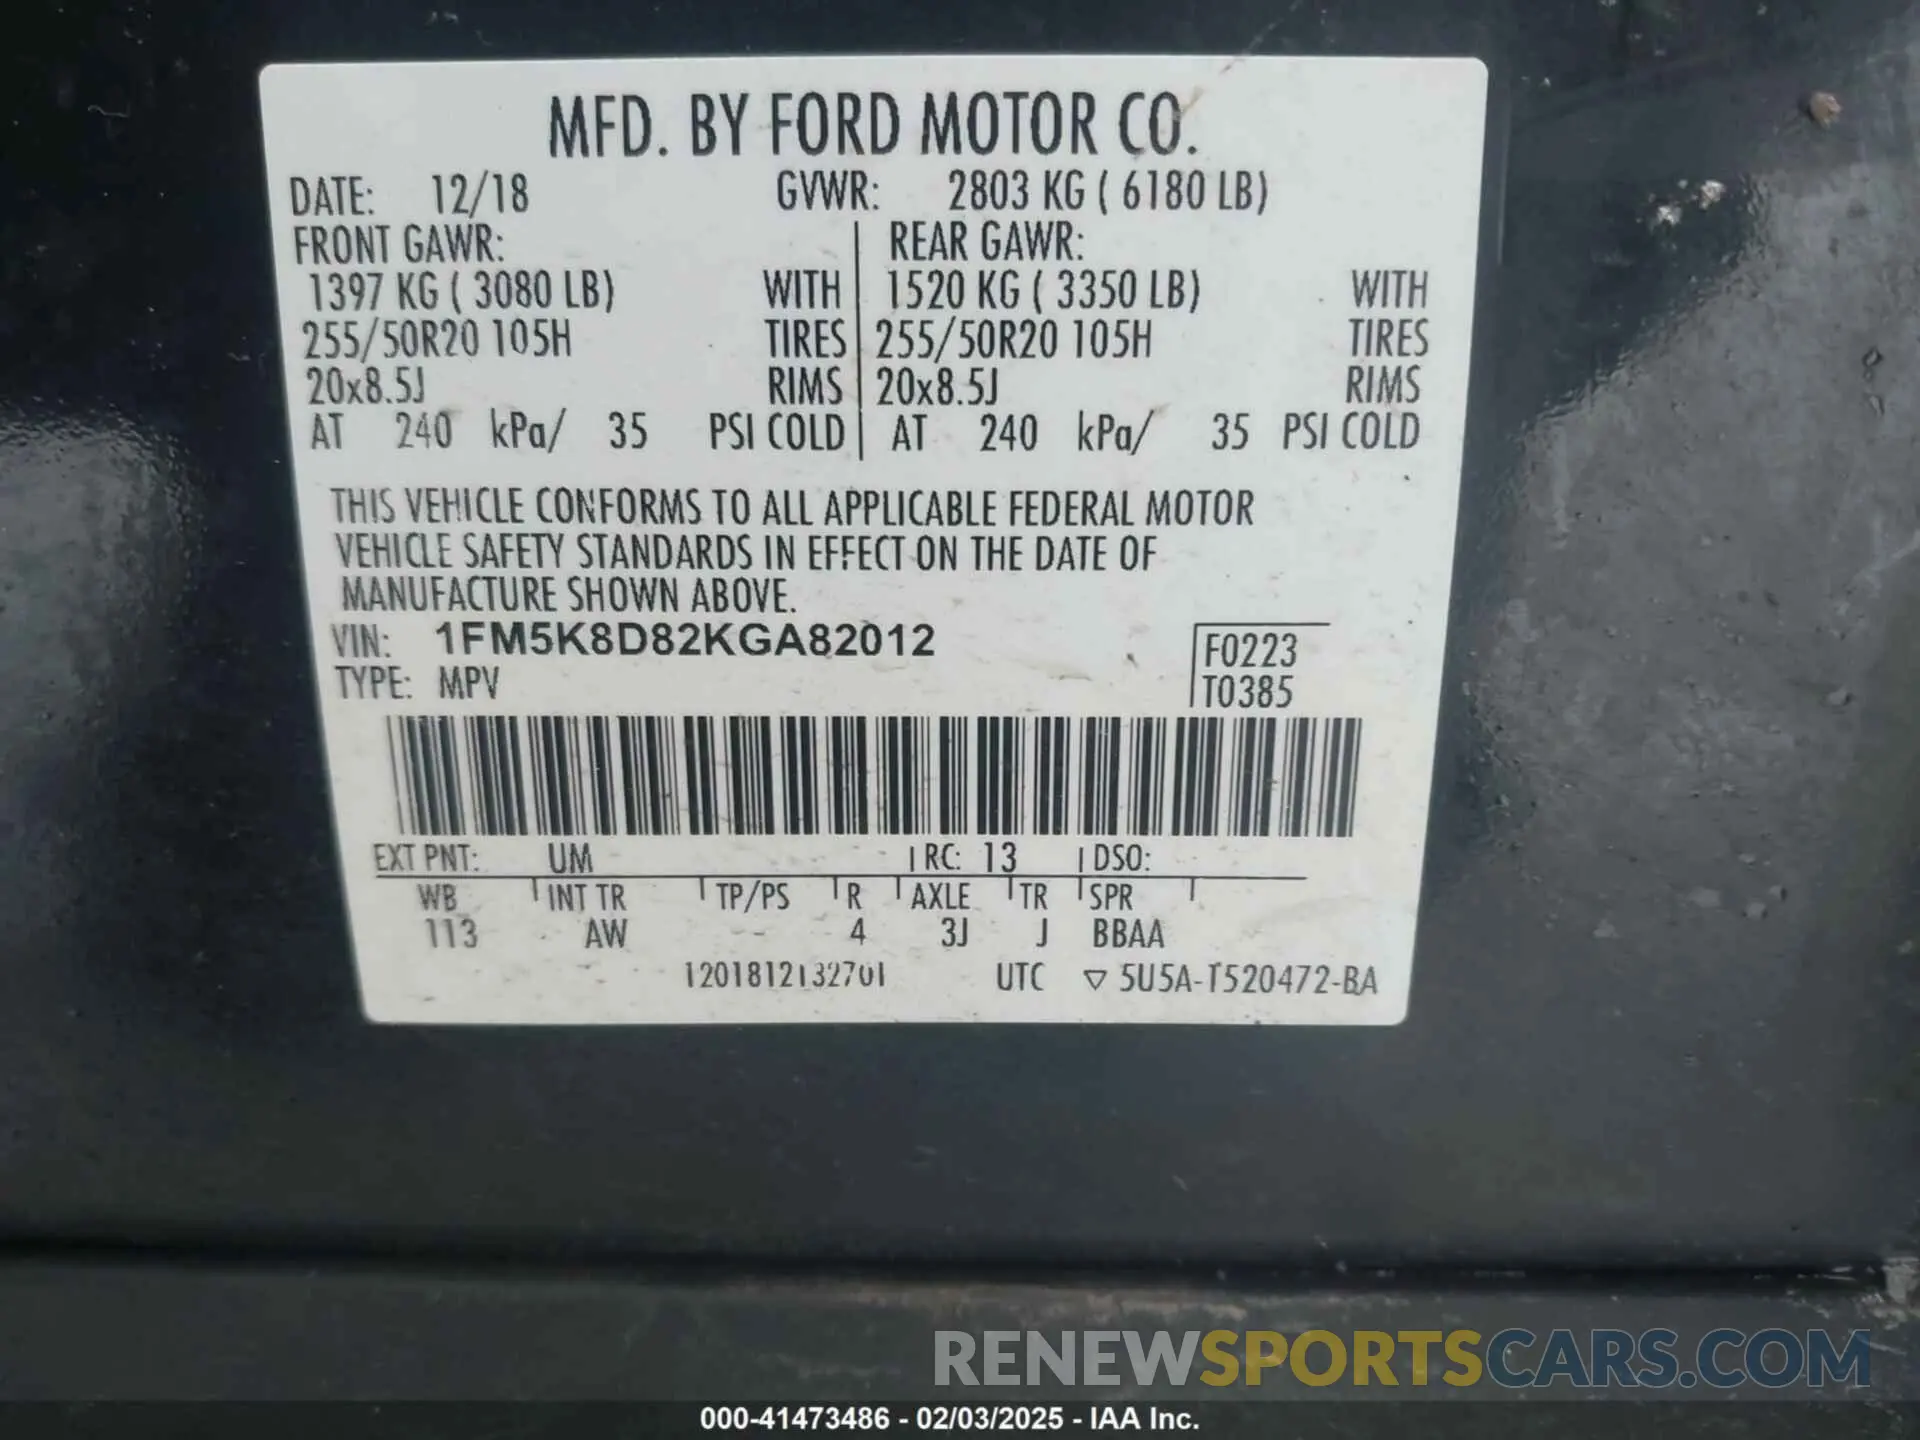 MFD. BY FORD MOTOR CO.
DATE: 12/18 GVWR: 2803 KG ( 6180 LB)
FRONT GAWR: REAR GAWR:
1397 KG ( 3080 LB) WITH 1520 KG ( 3350 LB) WITH
255/50R20 105H TIRES 255/50R20 105H TIRES
20x8.5J RIMS 20x8.5J RIMS
AT 240 kPa/ 35 PSI COLD AT 240 kPa/ 35 PSI COLD
THIS VEHICLE CONFORMS TO ALL APPLICABLE FEDERAL MOTOR
VEHICLE SAFETY STANDARDS IN EFFECT ON THE DATE OF
MANUFACTURE SHOWN ABOVE.
VIN: 1FM5K8D82KGA82012 F0223
TYPE: MPV T0385
EXT PNT: UM RC: 13 DSO:
WB INT TR TP/PS R AXLE TR SPR
113 AW -- 4 3J J BBAA
1201812132701 UTC ▽ 5U5A-1520472-BA
RENEWSPORTSCARS.COM
000-41473486 - 02/03/2025 - IAA Inc.